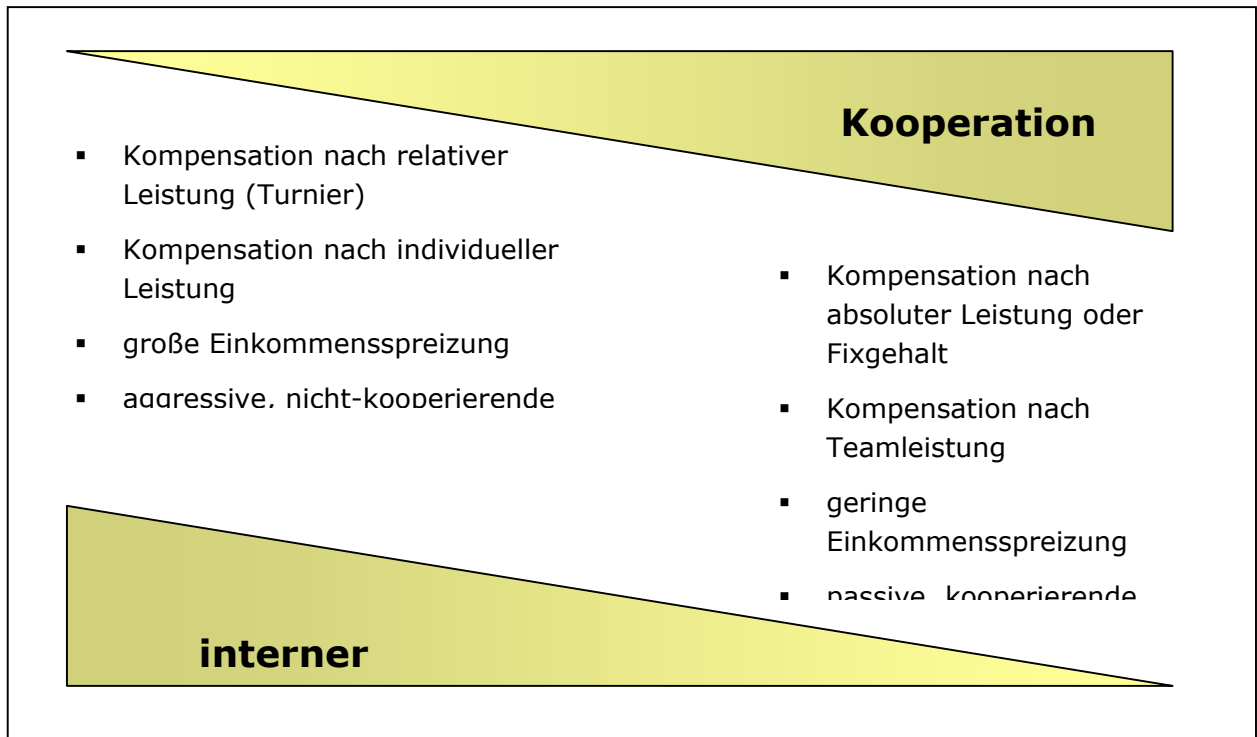 Kooperation
▪ Kompensation nach relativer
Leistung (Turnier)
▪ Kompensation nach individueller
Leistung
▪ große Einkommensspreizung
▪ aggressive, nicht-kooperierende
▪ Kompensation nach
absoluter Leistung oder
Fixgehalt
▪ Kompensation nach
Teamleistung
▪ geringe
Einkommensspreizung
▪ passive, kooperierende
interner